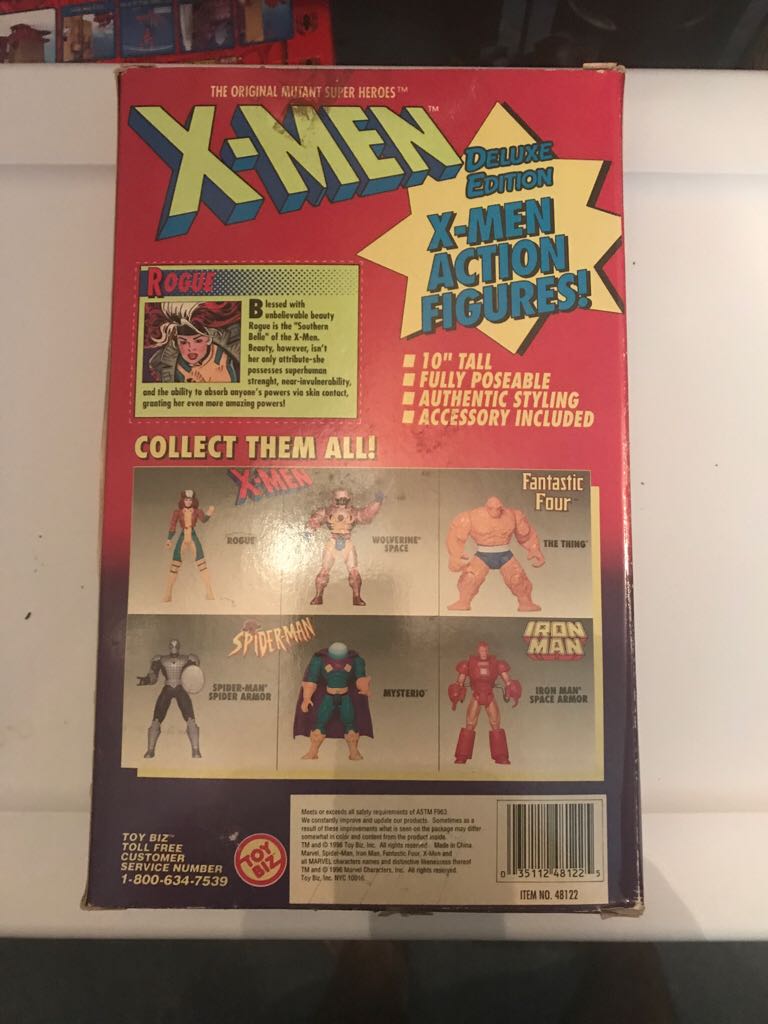 THE ORIGINAL MUTANT SUPER HEROES™
X-MEN™
DELUXE
EDITION
X-MEN
ACTION
FIGURES!
10" TALL
FULLY POSEABLE
AUTHENTIC STYLING
ACCESSORY INCLUDED
ROGUE
Blessed with
unbelievable beauty
Rogue is the "Southern
Belle" of the X-Men.
Beauty, however, isn't
her only attribute-she
possesses superhuman
strenght, near-invulnerability,
and the ability to absorb anyone's powers via skin contact,
granting her even more amazing powers!
COLLECT THEM ALL!
X-MEN
ROGUE
WOLVERINE
SPACE
Fantastic
Four™
THE THING
SPIDER-MAN
SPIDER-MAN
SPIDER ARMOR
MYSTERIO
IRON
MAN
IRON MAN
SPACE ARMOR
TOY BIZ™
TOLL FREE
CUSTOMER
SERVICE NUMBER
1-800-634-7539
TOY
BIZ
Meets or exceeds all safety requirements of ASTM F963
We constantly improve and update our products. Sometimes as a
result of these improvements what is seen on the package may differ
somewhat in color and content from the product inside.
TM and © 1996 Toy Biz, Inc. All rights reserved. Made in China.
Marvel, Spider-Man, Iron Man, Fantastic Four, X-Men and
all MARVEL characters names and distinctive likenesses thereof
TM and © 1996 Marvel Characters, Inc. All rights reserved.
Toy Biz, Inc. NYC 10016
0 35112 48122 5
ITEM NO. 48122